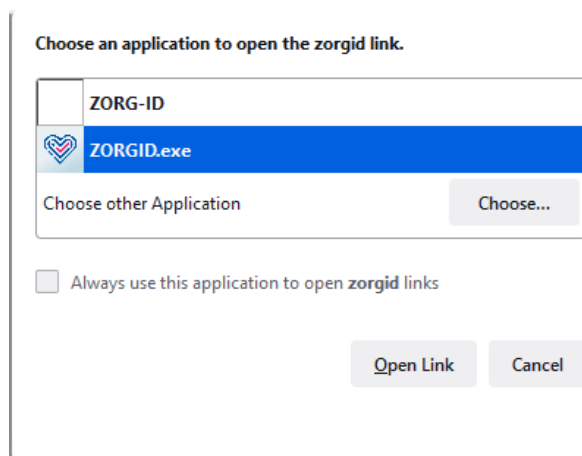 Choose an application to open the zorgid link.
ZORG-ID
ZORGID.exe
Choose other Application
Choose...
Always use this application to open zorgid links
Open Link
Cancel